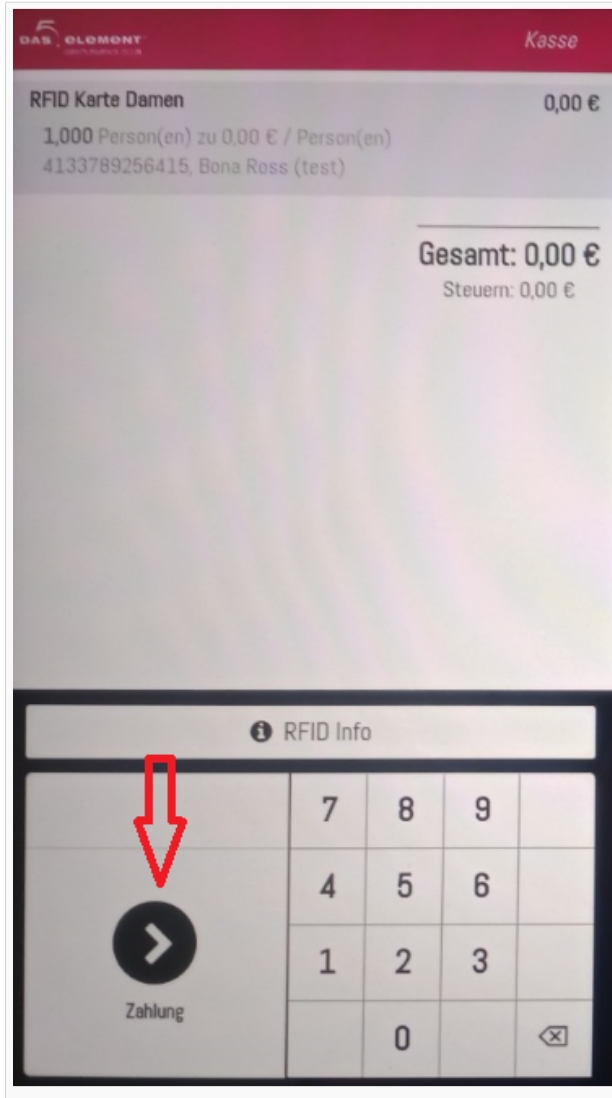 5
DAS ELEMENT
Kasse
RFID Karte Damen 0,00 €
1,000 Person(en) zu 0,00 € / Person(en)
4133789256415, Bona Ross (test)
Gesamt: 0,00 €
Steuern: 0,00 €
RFID Info
7 8 9
4 5 6
1 2 3
Zahlung
0